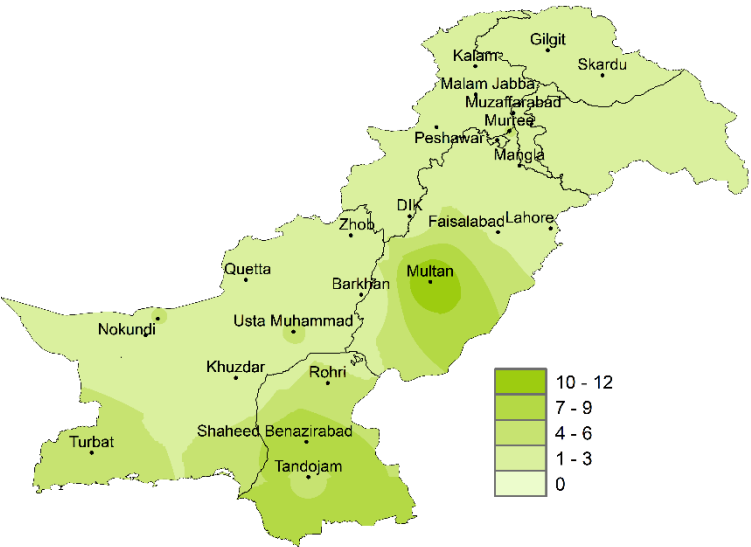 Gilgit
Kalam
Skardu
Malam Jabba
Muzaffarabad
Murree
Peshawar
Mangla
DIK
Zhob
Faisalabad
Lahore
Quetta
Multan
Barkhan
Nokundi
Usta Muhammad
Khuzdar
Rohri
Shaheed Benazirabad
Turbat
Tandojam
10 - 12
7 - 9
4 - 6
1 - 3
0